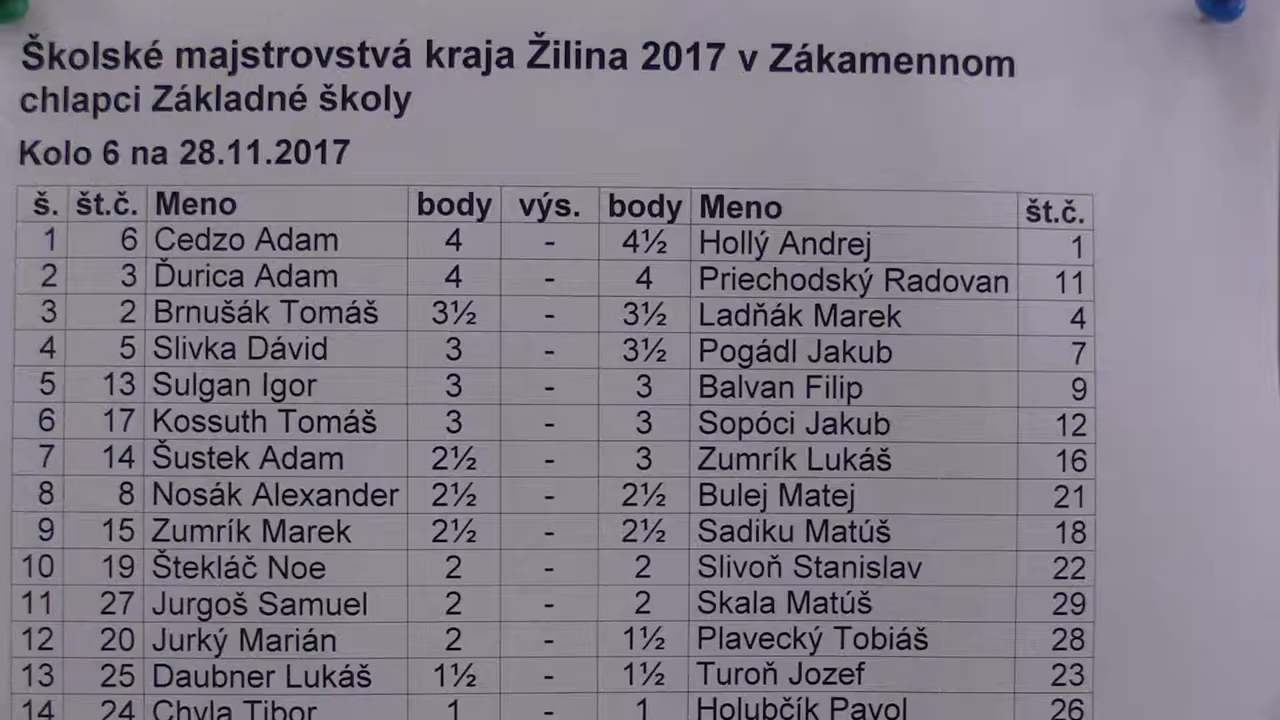 Školské majstrovstvá kraja Žilina 2017 v Zákamennom
chlapci Základné školy
Kolo 6 na 28.11.2017
š. št.č. Meno body výs. body Meno št.č.
1 6 Cedzo Adam 4 - 4½ Hollý Andrej 1
2 3 Ďurica Adam 4 - 4 Priechodský Radovan 11
3 2 Brnušák Tomáš 3½ - 3½ Ladňák Marek 4
4 5 Slivka Dávid 3 - 3½ Pogádl Jakub 7
5 13 Sulgan Igor 3 - 3 Balvan Filip 9
6 17 Kossuth Tomáš 3 - 3 Sopóci Jakub 12
7 14 Šustek Adam 2½ - 3 Zumrík Lukáš 16
8 8 Nosák Alexander 2½ - 2½ Bulej Matej 21
9 15 Zumrík Marek 2½ - 2½ Sadiku Matúš 18
10 19 Štekláč Noe 2 - 2 Slivoň Stanislav 22
11 27 Jurgoš Samuel 2 - 2 Skala Matúš 29
12 20 Jurký Marián 2 - 1½ Plavecký Tobiáš 28
13 25 Daubner Lukáš 1½ - 1½ Turoň Jozef 23
14 24 Chyla Tibor 1 - 1 Holubčík Pavol 26